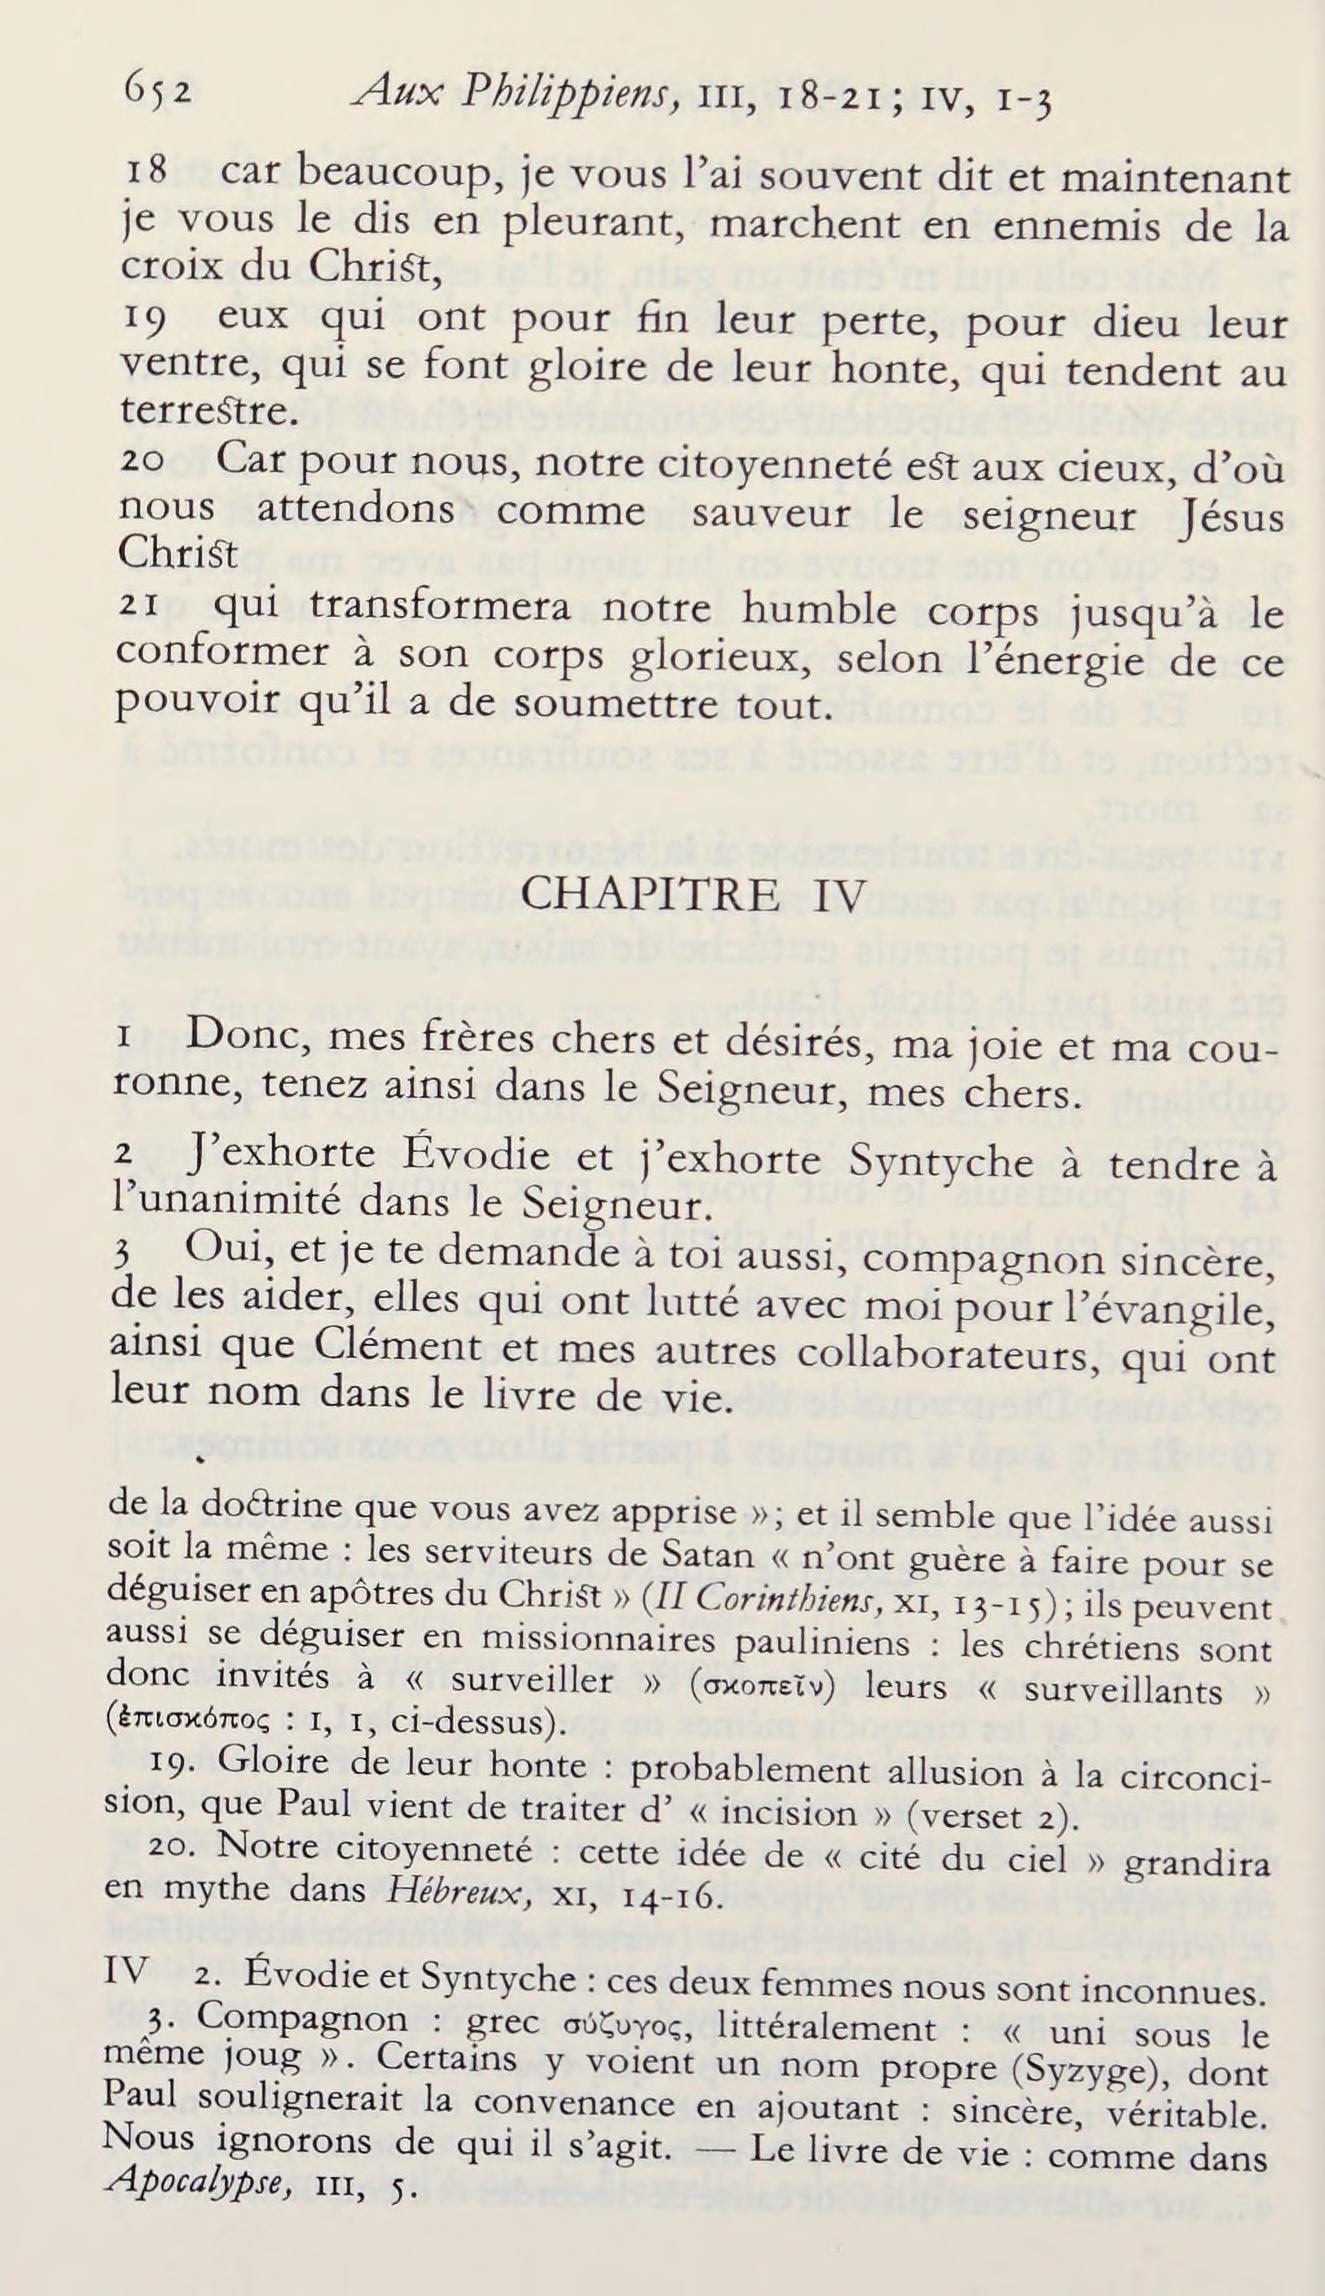 652 Aux Philippiens, III, 18-21; IV, 1-3
18 car beaucoup, je vous l’ai souvent dit et maintenant
je vous le dis en pleurant, marchent en ennemis de la
croix du Christ,
19 eux qui ont pour fin leur perte, pour dieu leur
ventre, qui se font gloire de leur honte, qui tendent au
terrestre.
20 Car pour nous, notre citoyenneté est aux cieux, d’où
nous attendons comme sauveur le seigneur Jésus
Christ
21 qui transformera notre humble corps jusqu’à le
conformer à son corps glorieux, selon l’énergie de ce
pouvoir qu’il a de soumettre tout.
CHAPITRE IV
1 Donc, mes frères chers et désirés, ma joie et ma cou-
ronne, tenez ainsi dans le Seigneur, mes chers.
2 J’exhorte Évodie et j’exhorte Syntyche à tendre à
l’unanimité dans le Seigneur.
3 Oui, et je te demande à toi aussi, compagnon sincère,
de les aider, elles qui ont lutté avec moi pour l’évangile,
ainsi que Clément et mes autres collaborateurs, qui ont
leur nom dans le livre de vie.
de la doctrine que vous avez apprise »; et il semble que l’idée aussi
soit la même : les serviteurs de Satan « n’ont guère à faire pour se
déguiser en apôtres du Christ » (II Corinthiens, XI, 13-15); ils peuvent
aussi se déguiser en missionnaires pauliniens : les chrétiens sont
donc invités à « surveiller » (σκοπεῖν) leurs « surveillants »
(ἐπισκόπος : I, 1, ci-dessus).
19. Gloire de leur honte : probablement allusion à la circonci-
sion, que Paul vient de traiter d’ « incision » (verset 2).
20. Notre citoyenneté : cette idée de « cité du ciel » grandira
en mythe dans Hébreux, XI, 14-16.
IV 2. Évodie et Syntyche : ces deux femmes nous sont inconnues.
3. Compagnon : grec σύζυγος, littéralement : « uni sous le
même joug ». Certains y voient un nom propre (Syzyge), dont
Paul soulignerait la convenance en ajoutant : sincère, véritable.
Nous ignorons de qui il s’agit. — Le livre de vie : comme dans
Apocalypse, III, 5.